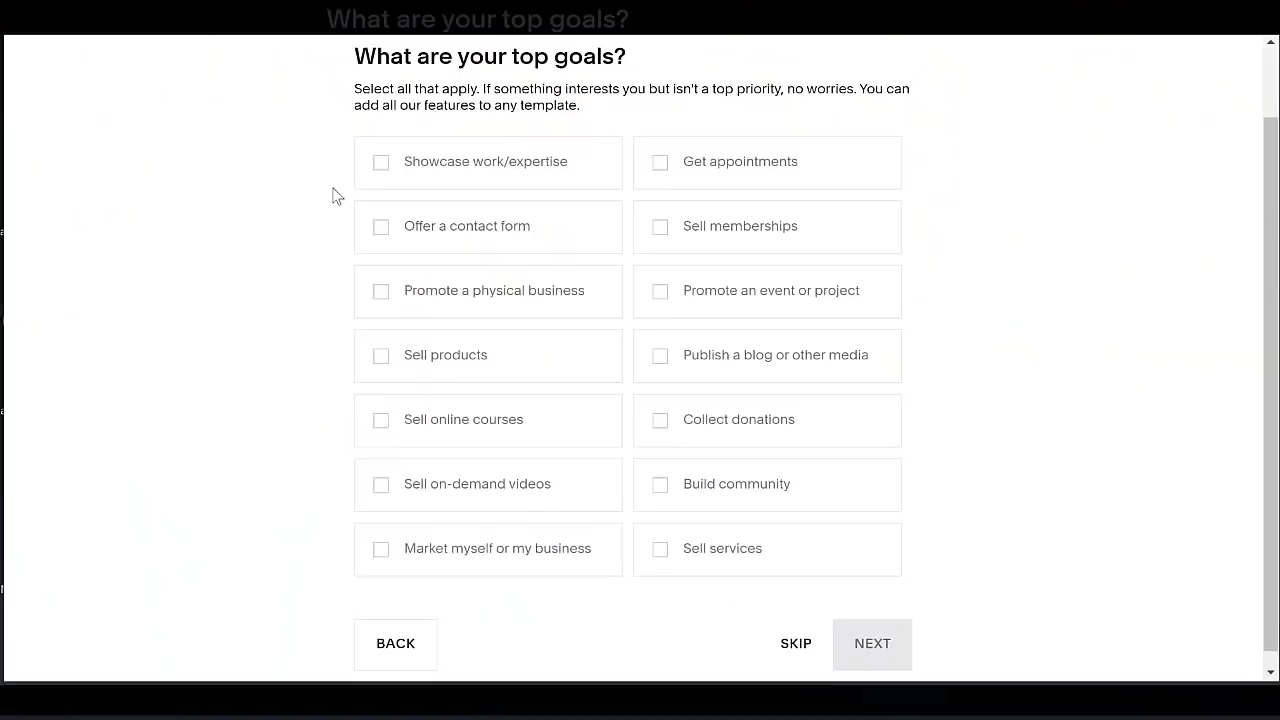 What are your top goals?
What are your top goals?
Select all that apply. If something interests you but isn't a top priority, no worries. You can
add all our features to any template.
Showcase work/expertise
Get appointments
Offer a contact form
Sell memberships
Promote a physical business
Promote an event or project
Sell products
Publish a blog or other media
Sell online courses
Collect donations
Sell on-demand videos
Build community
Market myself or my business
Sell services
BACK
SKIP
NEXT